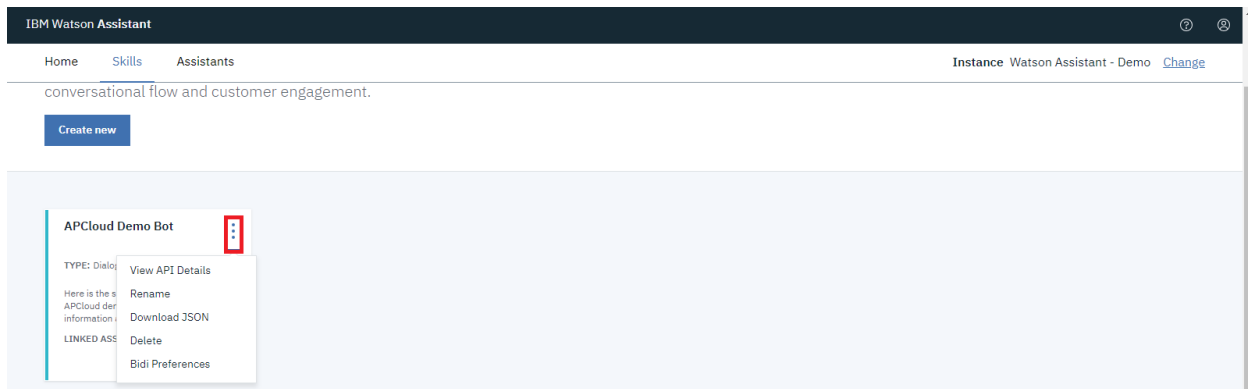 IBM Watson Assistant
Home Skills Assistants Instance Watson Assistant - Demo Change
conversational flow and customer engagement.
Create new
APCloud Demo Bot
TYPE: Dialog
Here is the s
APCloud der
information
LINKED ASS
View API Details
Rename
Download JSON
Delete
Bidi Preferences